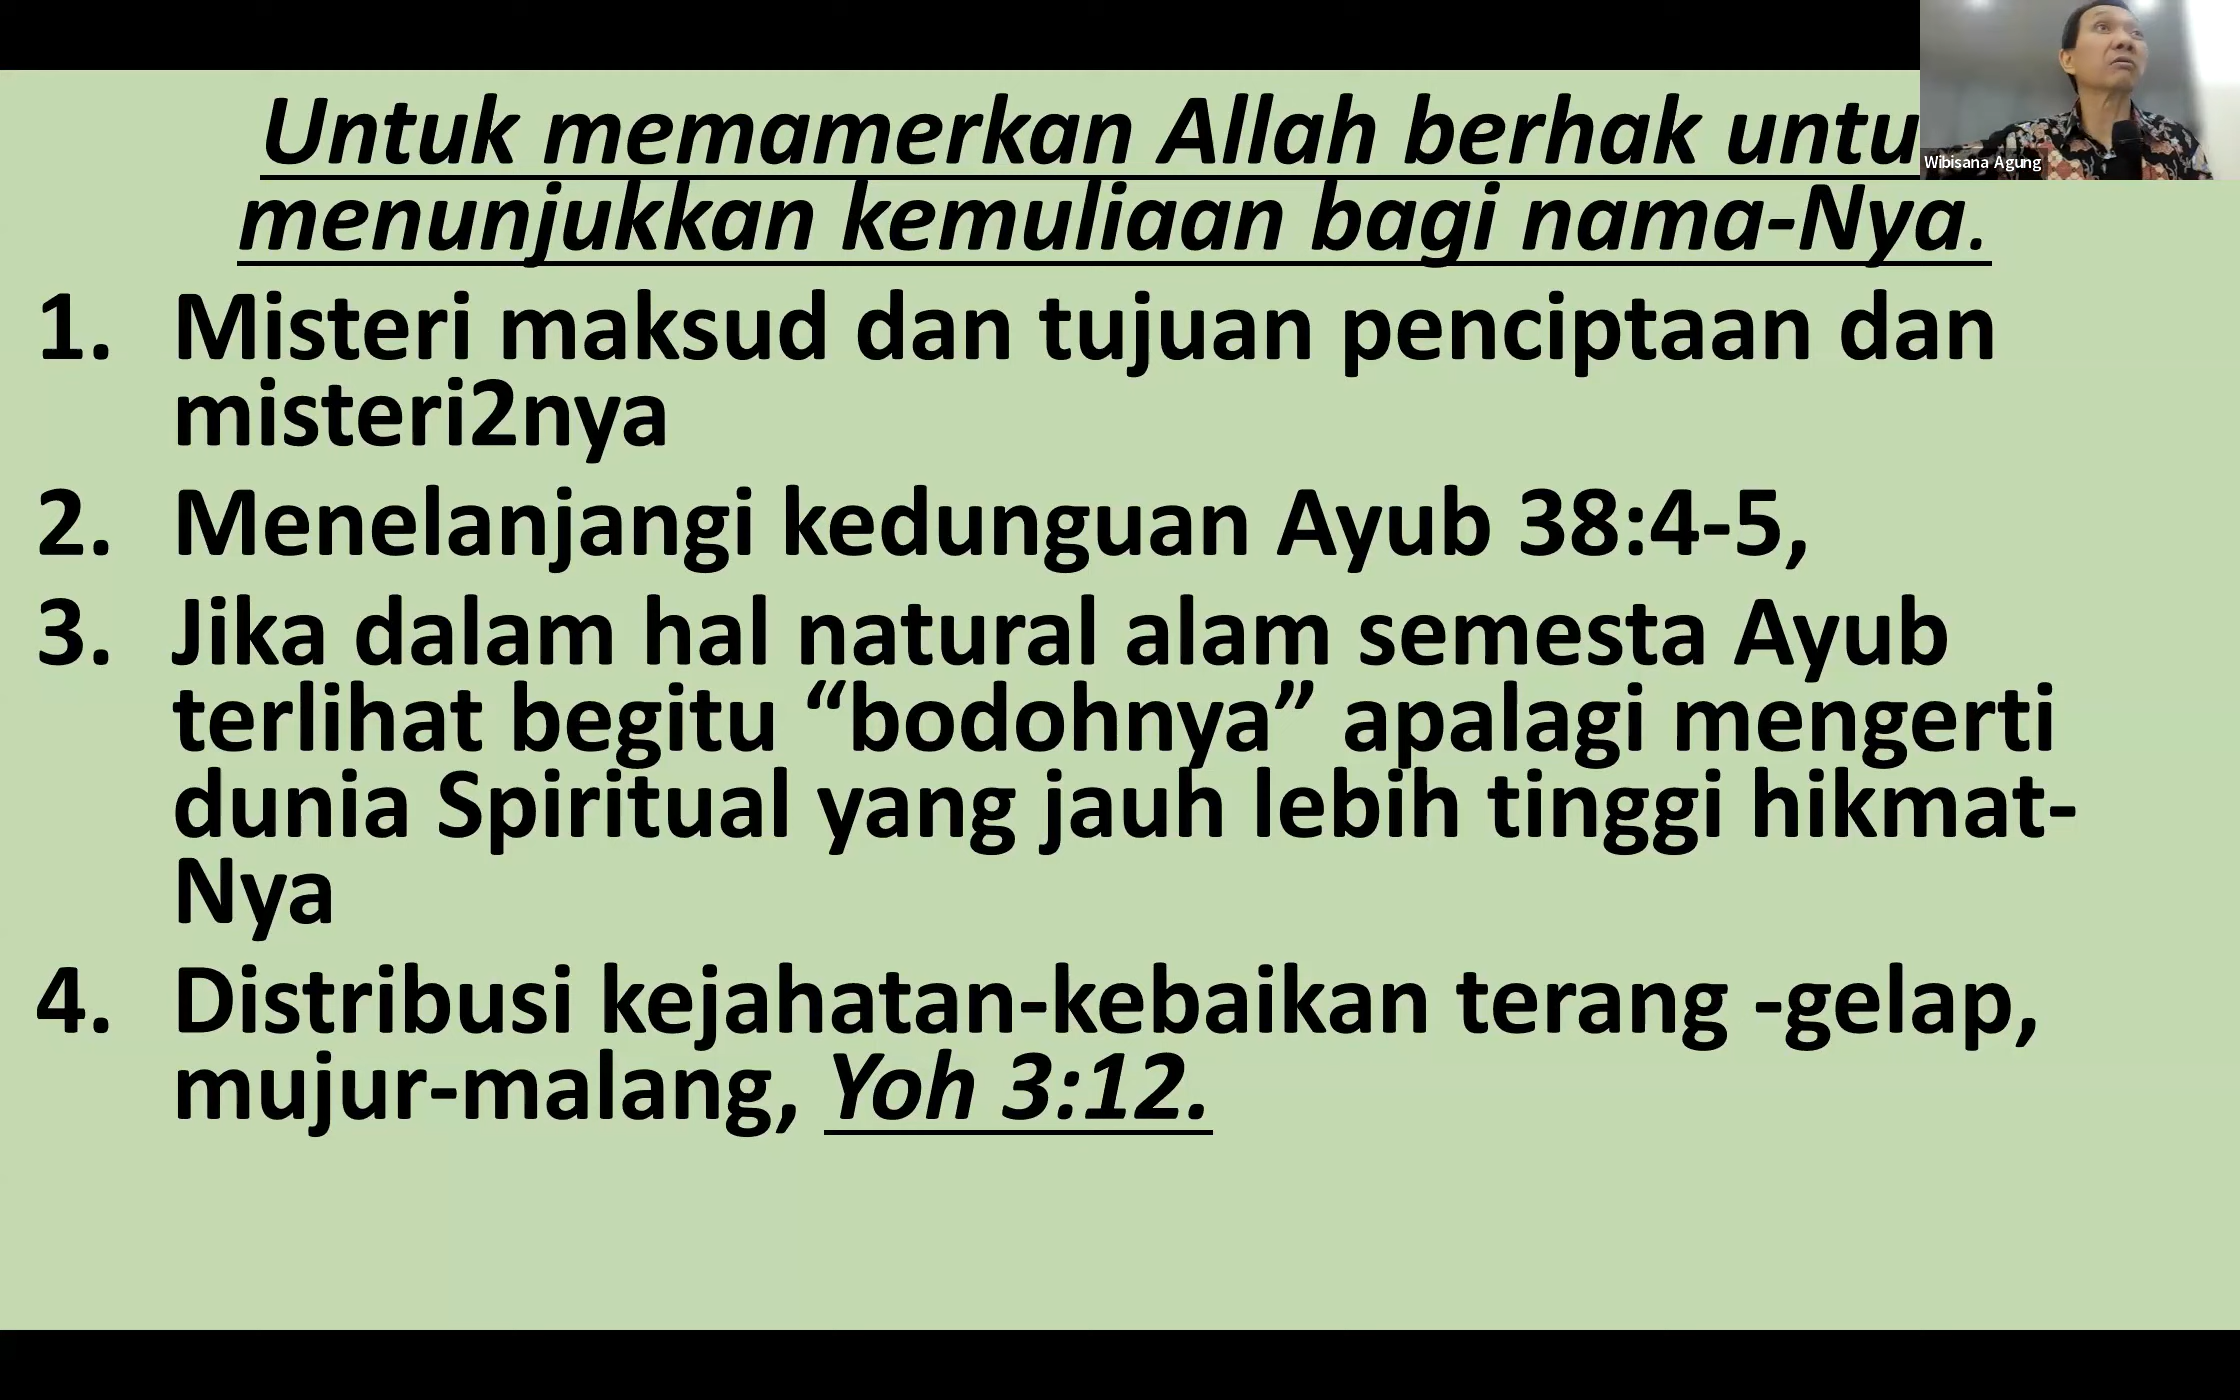 Untuk memamerkan Allah berhak untu
Wibisana Agung
menunjukkan kemuliaan bagi nama-Nya.
1. Misteri maksud dan tujuan penciptaan dan
misteri2nya
2. Menelanjangi kedunguan Ayub 38:4-5,
3. Jika dalam hal natural alam semesta Ayub
terlihat begitu “bodohnya” apalagi mengerti
dunia Spiritual yang jauh lebih tinggi hikmat-
Nya
4. Distribusi kejahatan-kebaikan terang -gelap,
mujur-malang, Yoh 3:12.